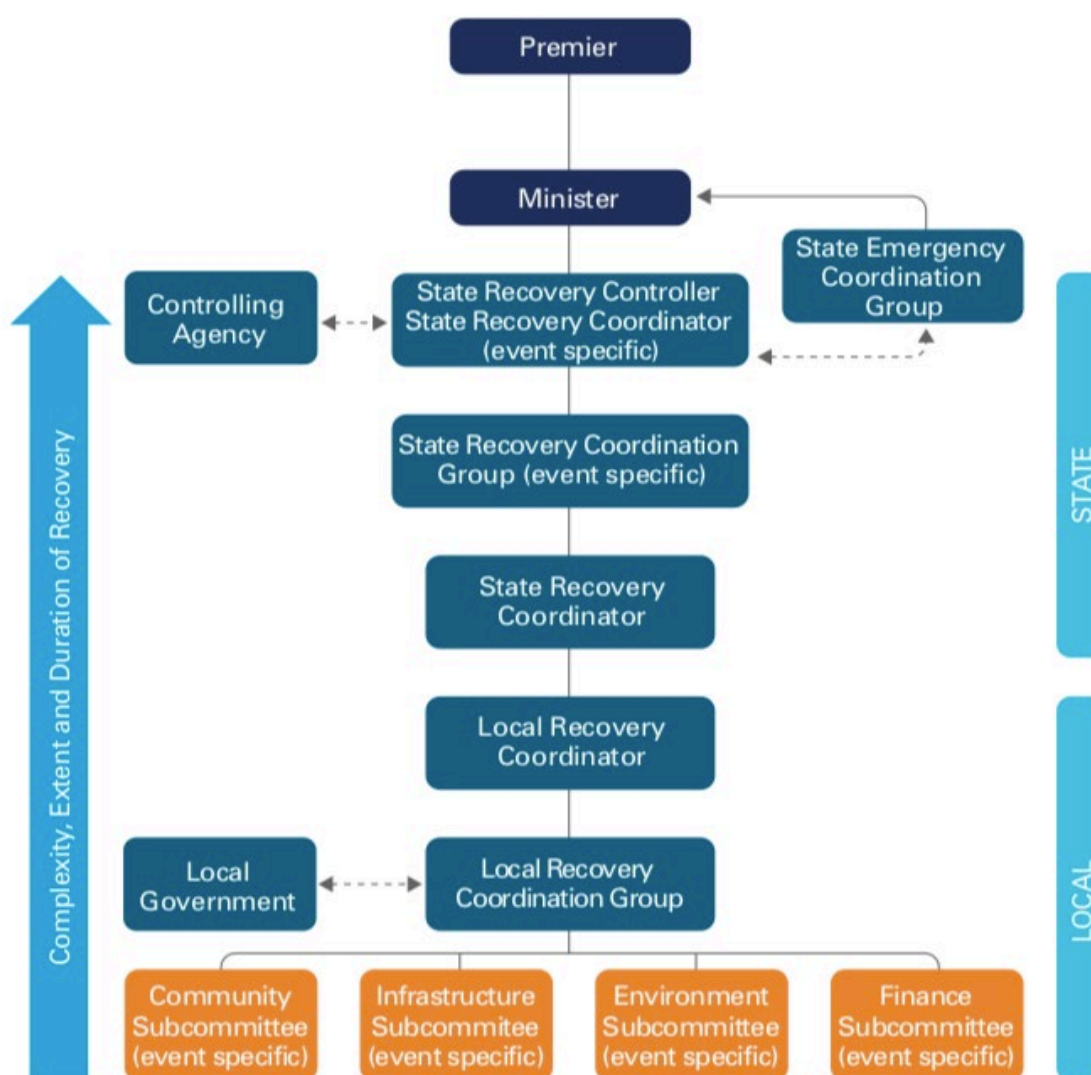 Premier
Minister
State Emergency
Coordination
Group
Controlling
Agency
State Recovery Controller
State Recovery Coordinator
(event specific)
State Recovery Coordination
Group (event specific)
State Recovery
Coordinator
Local Recovery
Coordinator
Local
Government
Local Recovery
Coordination Group
Community
Subcommittee
(event specific)
Infrastructure
Subcommitee
(event specific)
Environment
Subcommittee
(event specific)
Finance
Subcommittee
(event specific)
Complexity, Extent and Duration of Recovery
STATE
LOCAL